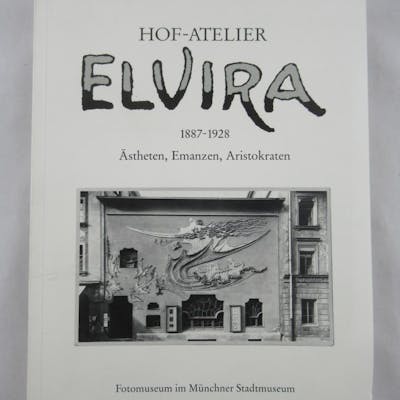 HOF-ATELIER
ELVIRA
1887-1928
Ästheten, Emanzen, Aristokraten
Fotomuseum im Münchner Stadtmuseum